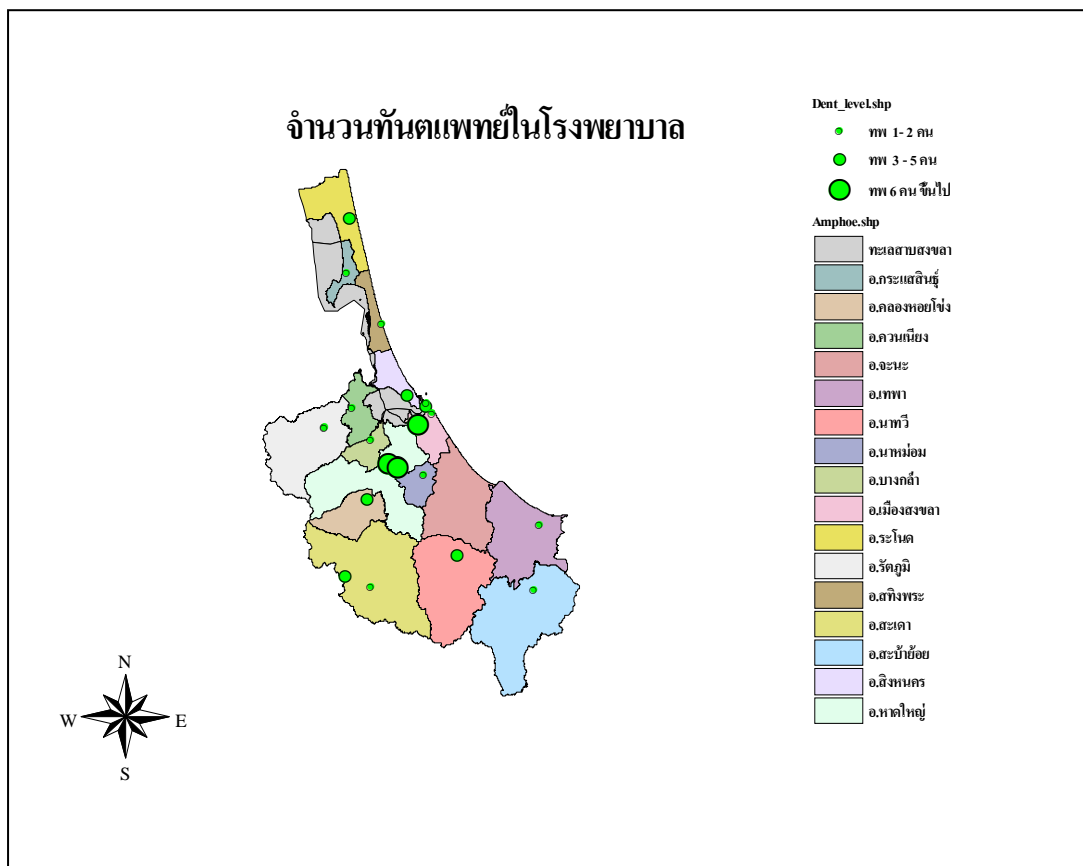 จำนวนทันตแพทย์ในโรงพยาบาล
Dent_level.shp
ทพ 1- 2 คน
ทพ 3 - 5 คน
ทพ 6 คน ขึ้นไป
Amphoe.shp
ทะเลสาบสงขลา
อ.กระแสสินธุ์
อ.คลองหอยโข่ง
อ.ควนเนียง
อ.จะนะ
อ.เทพา
อ.นาทวี
อ.นาหม่อม
อ.บางกล่ำ
อ.เมืองสงขลา
อ.ระโนด
อ.รัตภูมิ
อ.สทิงพระ
อ.สะเดา
อ.สะบ้าย้อย
อ.สิงหนคร
อ.หาดใหญ่
N
W E
S